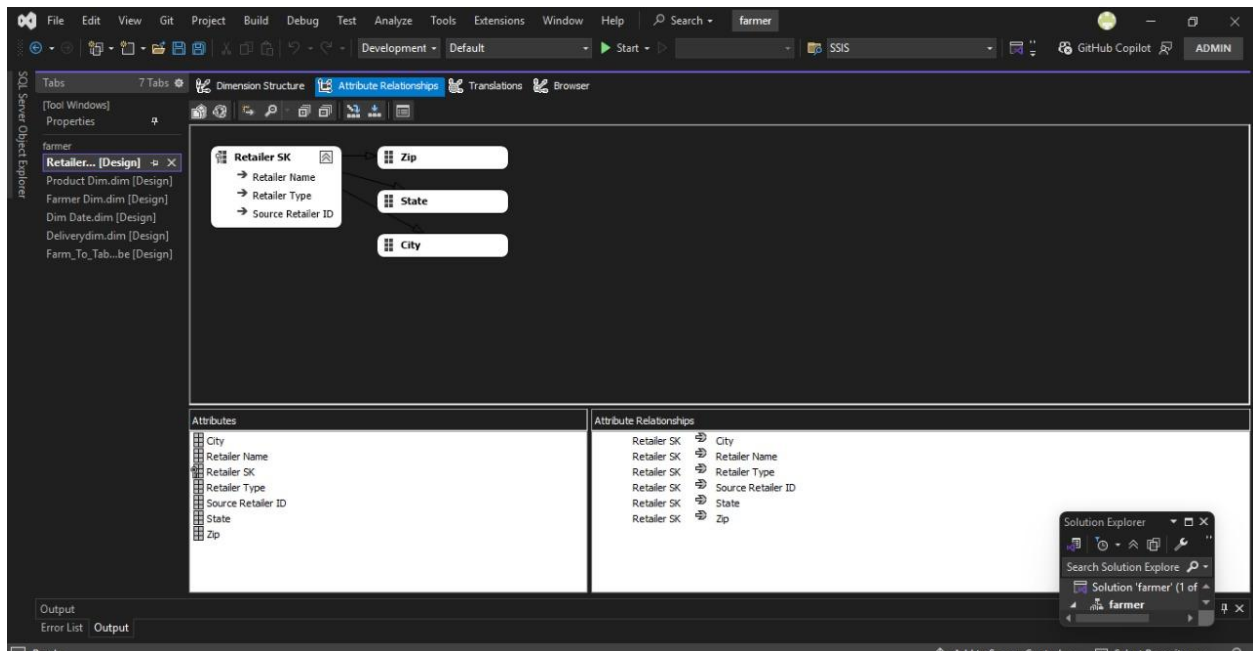 File Edit View Git Project Build Debug Test Analyze Tools Extensions Window Help Search farmer
Development Default Start SSIS GitHub Copilot ADMIN
SQL Server Object Explorer
Tabs 7 Tabs
[Tool Windows]
Properties
farmer
Retailer... [Design]
Product Dim.dim [Design]
Farmer Dim.dim [Design]
Dim Date.dim [Design]
Deliverydim.dim [Design]
Farm_To_Tab...be [Design]
Dimension Structure Attribute Relationships Translations Browser
Retailer SK
Retailer Name
Retailer Type
Source Retailer ID
Zip
State
City
Attributes
City
Retailer Name
Retailer SK
Retailer Type
Source Retailer ID
State
Zip
Attribute Relationships
Retailer SK City
Retailer SK Retailer Name
Retailer SK Retailer Type
Retailer SK Source Retailer ID
Retailer SK State
Retailer SK Zip
Solution Explorer
Search Solution Explore
Solution 'farmer' (1 of
farmer
Output
Error List Output